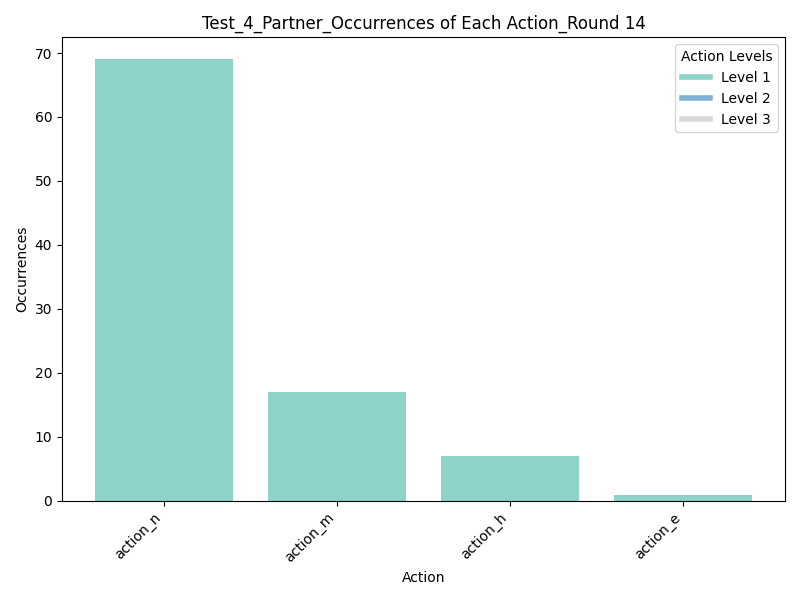 Test_4_Partner_Occurrences of Each Action_Round 14
Action Levels
Level 1
Level 2
Level 3
Occurrences
70
60
50
40
30
20
10
0
action_n
action_m
action_h
action_e
Action